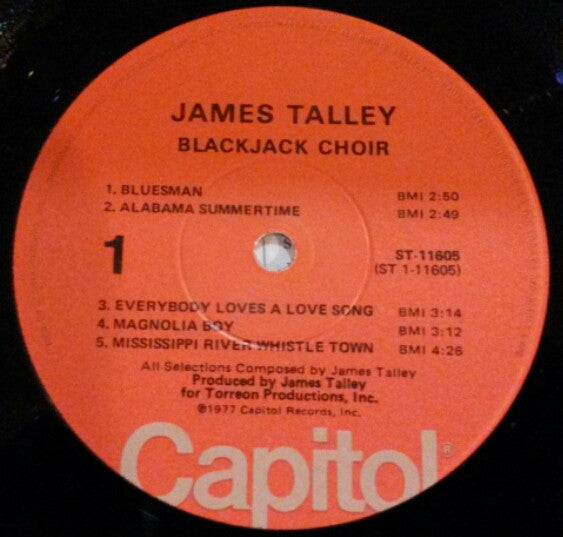 JAMES TALLEY
BLACKJACK CHOIR
1. BLUESMAN BMI 2:50
2. ALABAMA SUMMERTIME BMI 2:49
1
ST-11605
(ST 1-11605)
3. EVERYBODY LOVES A LOVE SONG BMI 3:14
4. MAGNOLIA BOY BMI 3:12
5. MISSISSIPPI RIVER WHISTLE TOWN BMI 4:26
All Selections Composed by James Talley
Produced by James Talley
for Torreon Productions, Inc.
℗1977 Capitol Records, Inc.
Capitol®